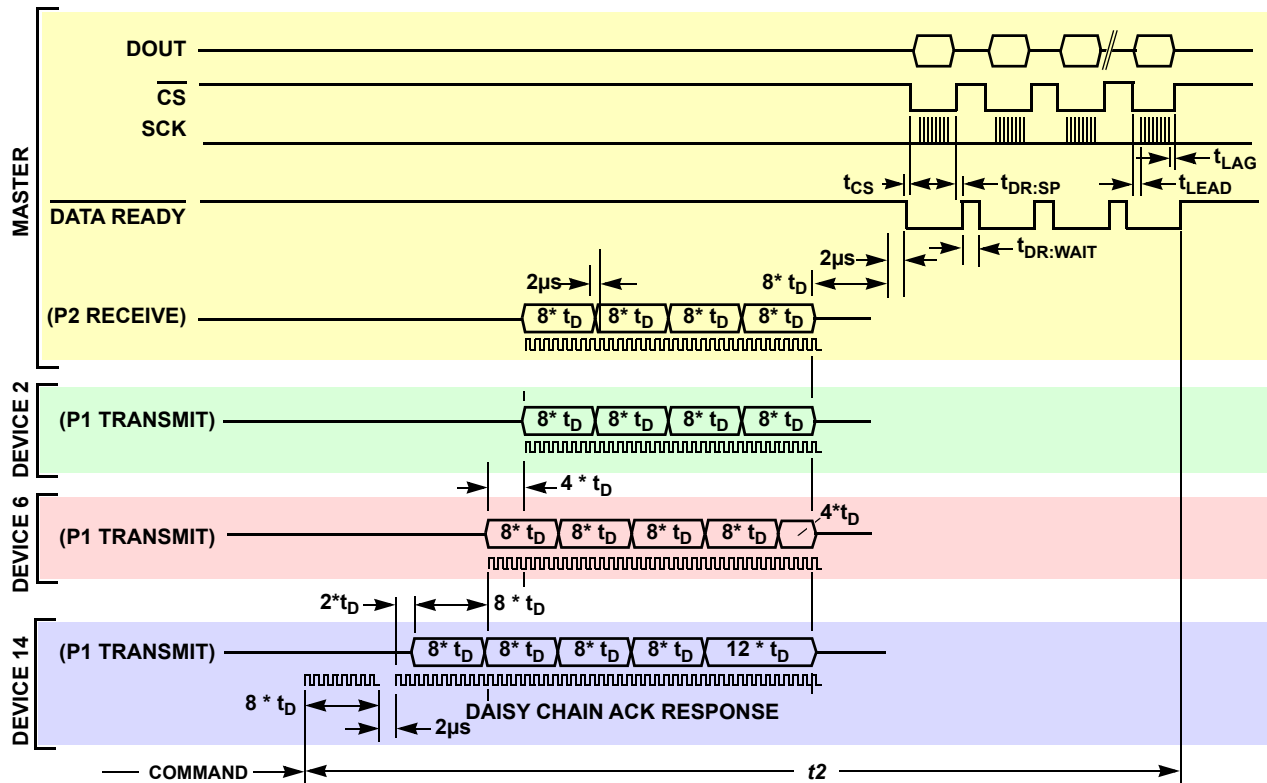 MASTER
DOUT
CS
SCK
tLAG
tCS
tDR:SP
tLEAD
DATA READY
tDR:WAIT
2µs
2µs
8* tD
(P2 RECEIVE)
8* tD 8* tD 8* tD 8* tD
DEVICE 2
(P1 TRANSMIT)
8* tD 8* tD 8* tD 8* tD
4 * tD
DEVICE 6
(P1 TRANSMIT)
8* tD 8* tD 8* tD 8* tD
4*tD
2*tD
8 * tD
DEVICE 14
(P1 TRANSMIT)
8* tD 8* tD 8* tD 8* tD 12 * tD
8 * tD
DAISY CHAIN ACK RESPONSE
2µs
COMMAND
t2